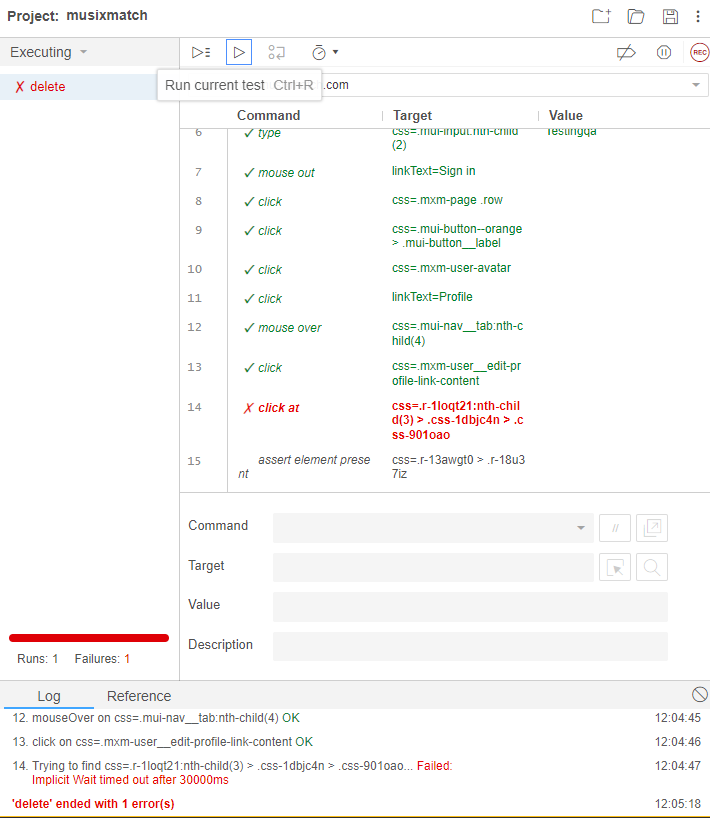 Project: musixmatch
Executing
REC
delete
Run current test Ctrl+R
.com
Command Target Value
6 type css=.mui-input:nth-child
(2) Testingqa
7 mouse out linkText=Sign in
8 click css=.mxm-page .row
9 click css=.mui-button--orange
> .mui-button__label
10 click css=.mxm-user-avatar
11 click linkText=Profile
12 mouse over css=.mui-nav__tab:nth-c
hild(4)
13 click css=.mxm-user__edit-pr
ofile-link-content
14 click at css=.r-1loqt21:nth-chil
d(3) > .css-1dbjc4n > .c
ss-901oao
15 assert element prese css=.r-13awgt0 > .r-18u3
nt 7iz
Command
//
Target
Value
Description
Runs: 1 Failures: 1
Log Reference
12. mouseOver on css=.mui-nav__tab:nth-child(4) OK 12:04:45
13. click on css=.mxm-user__edit-profile-link-content OK 12:04:46
14. Trying to find css=.r-1loqt21:nth-child(3) > .css-1dbjc4n > .css-901oao... Failed: 12:04:47
Implicit Wait timed out after 30000ms
'delete' ended with 1 error(s) 12:05:18